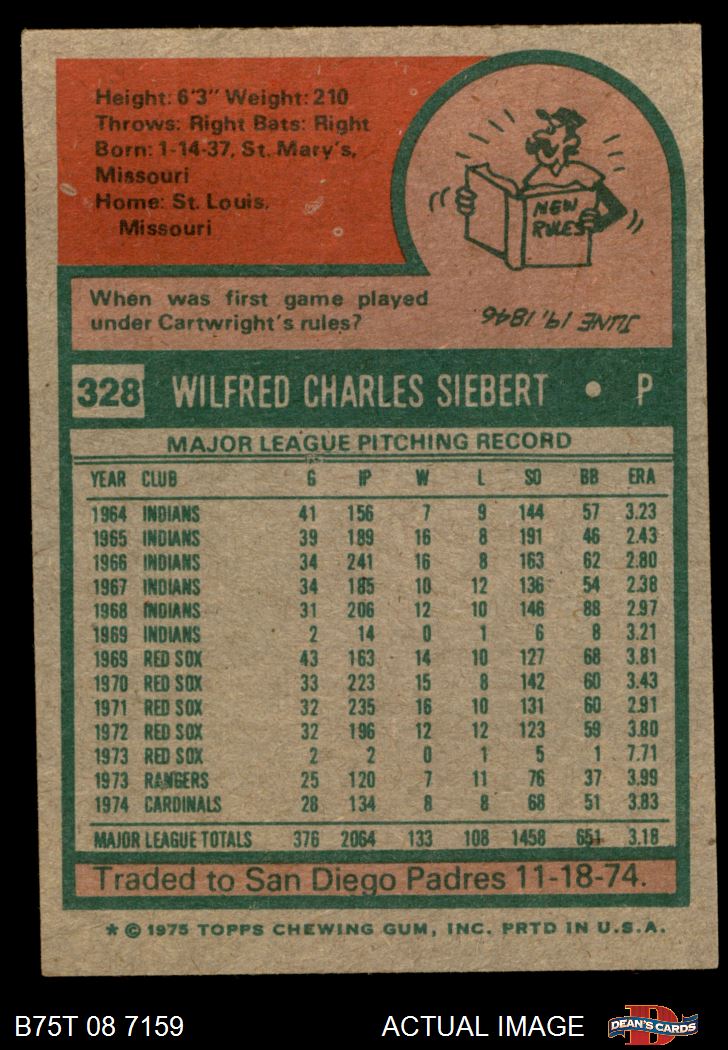 Height: 6'3" Weight: 210
Throws: Right Bats: Right
Born: 1-14-37, St. Mary's,
Missouri
Home: St. Louis,
Missouri
NEW
RULES
When was first game played
under Cartwright's rules?
JUNE 19, 1846
328 WILFRED CHARLES SIEBERT • P
MAJOR LEAGUE PITCHING RECORD
YEAR CLUB G IP W L SO BB ERA
1964 INDIANS 41 156 7 9 144 57 3.23
1965 INDIANS 39 189 16 8 191 46 2.43
1966 INDIANS 34 241 16 8 163 62 2.80
1967 INDIANS 34 185 10 12 136 54 2.38
1968 INDIANS 31 206 12 10 146 88 2.97
1969 INDIANS 2 14 0 1 6 8 3.21
1969 RED SOX 43 163 14 10 127 68 3.81
1970 RED SOX 33 223 15 8 142 60 3.43
1971 RED SOX 32 235 16 10 131 60 2.91
1972 RED SOX 32 196 12 12 123 59 3.80
1973 RED SOX 2 2 0 1 5 1 7.71
1973 RANGERS 25 120 7 11 76 37 3.99
1974 CARDINALS 28 134 8 8 68 51 3.83
MAJOR LEAGUE TOTALS 376 2064 133 108 1458 651 3.18
Traded to San Diego Padres 11-18-74.
* © 1975 TOPPS CHEWING GUM, INC. PRTD IN U.S.A.
B75T 08 7159 ACTUAL IMAGE D DEAN'S CARDS